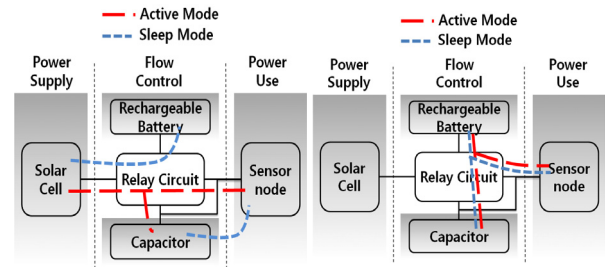 Active Mode
Sleep Mode
Power
Supply
Flow
Control
Power
Use
Rechargeable
Battery
Solar
Cell
Relay Circuit
Sensor
node
Capacitor
Active Mode
Sleep Mode
Power
Supply
Flow
Control
Power
Use
Rechargeable
Battery
Solar
Cell
Relay Circuit
Sensor
node
Capacitor